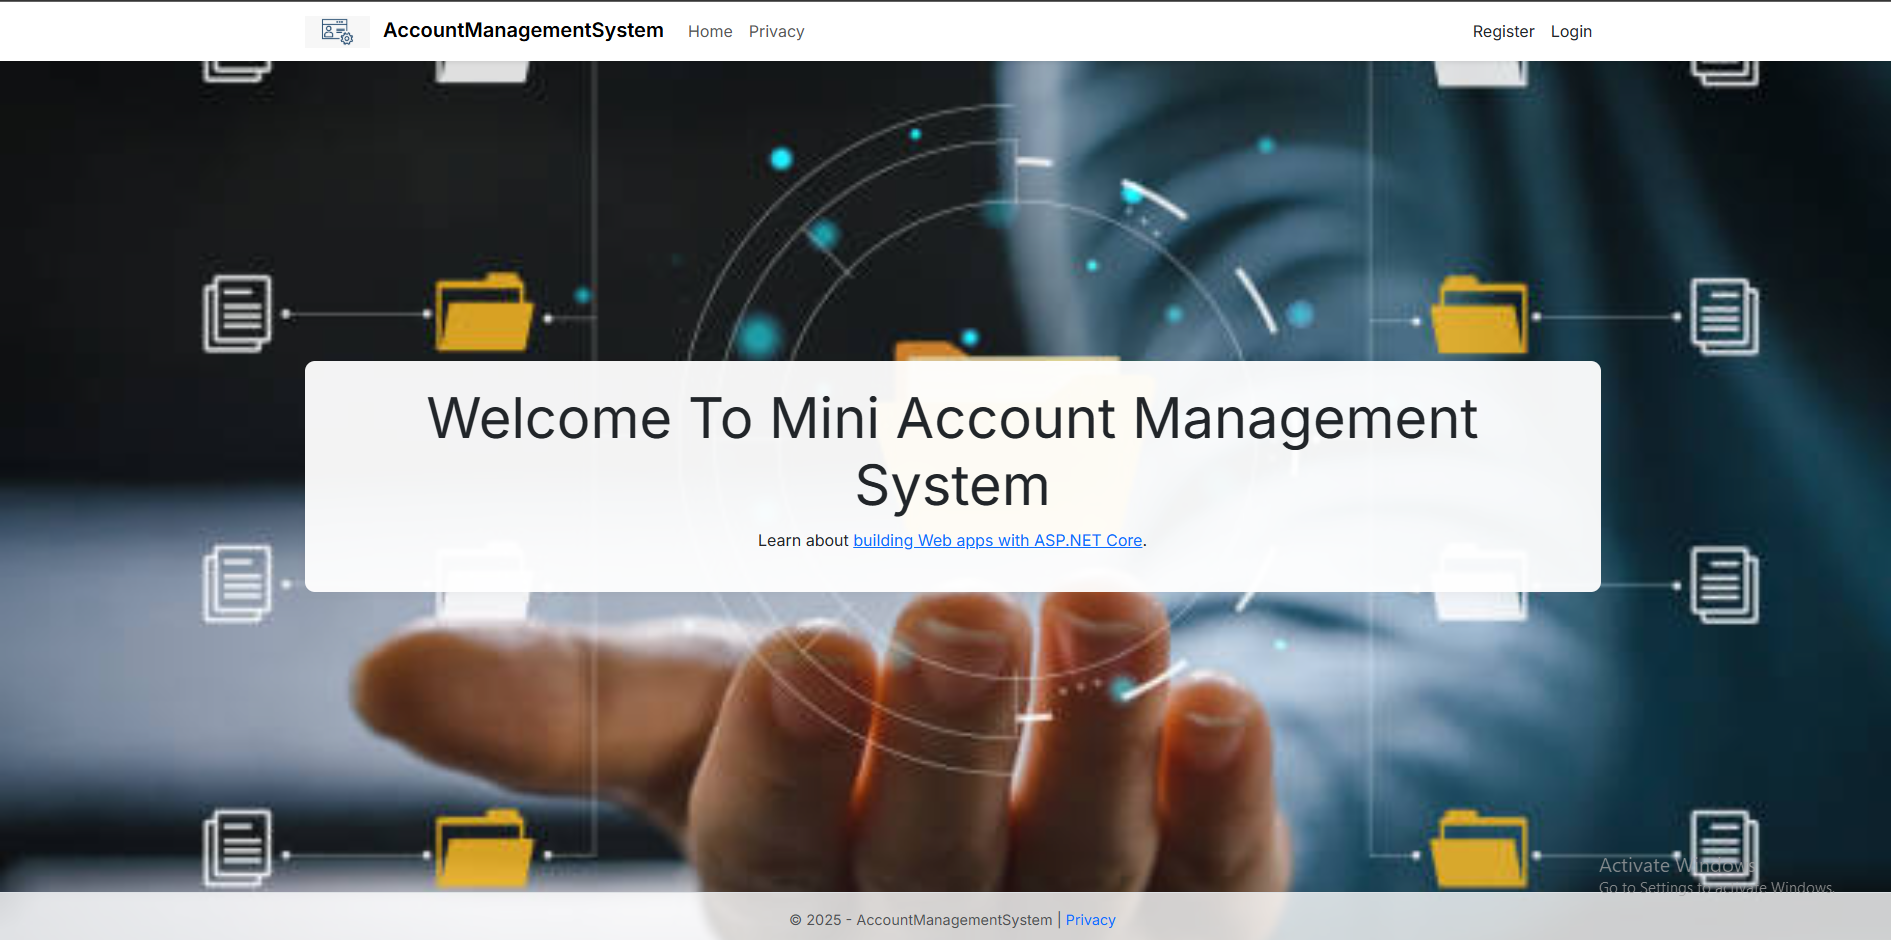 AccountManagementSystem Home Privacy Register Login
Welcome To Mini Account Management
System
Learn about building Web apps with ASP.NET Core.
Activate Windows
Go to Settings to activate Windows.
© 2025 - AccountManagementSystem | Privacy